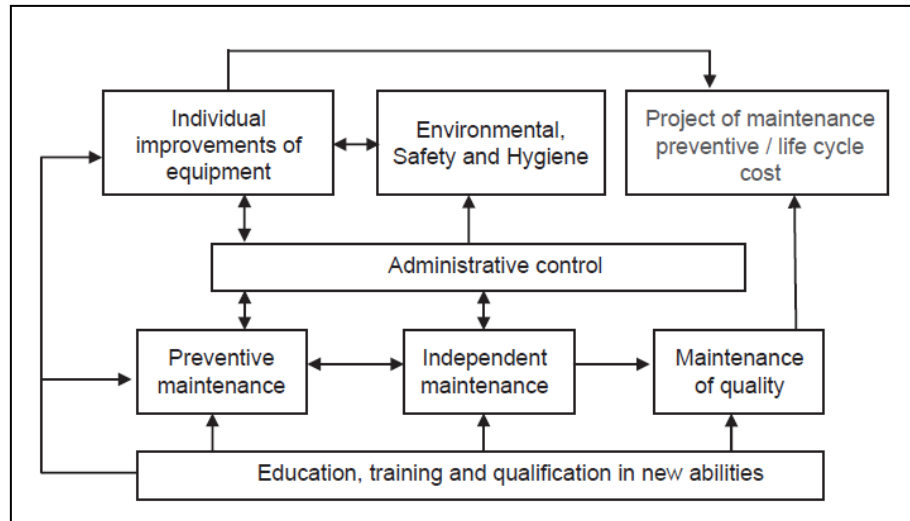 Individual
improvements of
equipment
Environmental,
Safety and Hygiene
Project of maintenance
preventive / life cycle
cost
Administrative control
Preventive
maintenance
Independent
maintenance
Maintenance
of quality
Education, training and qualification in new abilities